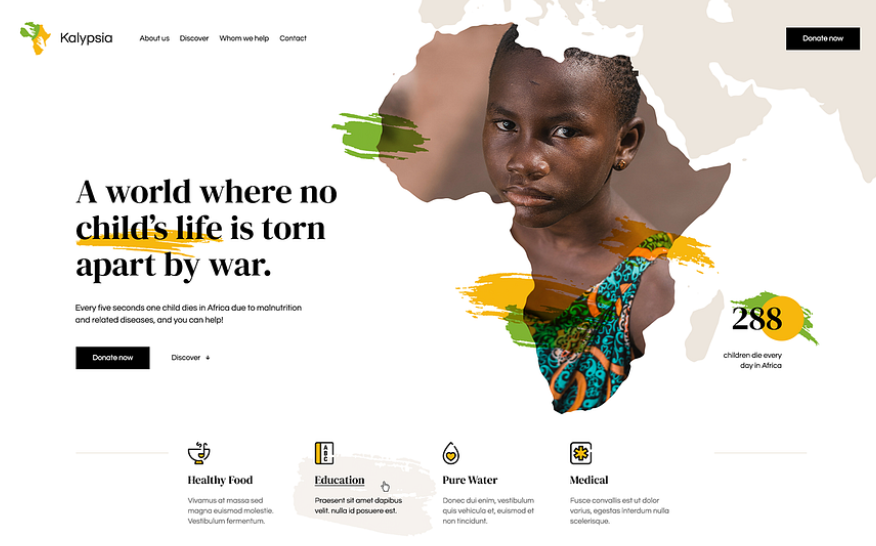 Kalypsia
About us Discover Whom we help Contact
Donate now
A world where no
child's life is torn
apart by war.
Every five seconds one child dies in Africa due to malnutrition
and related diseases, and you can help!
Donate now
Discover
288
children die every
day in Africa
A
B
C
Healthy Food
Vivamus at massa sed
magna euismod molestie.
Vestibulum fermentum.
Education
Praesent sit amet dapibus
velit. nulla id posuere est.
Pure Water
Donec dui enim, vestibulum
quis vehicula et, euismod et
non tincidunt.
Medical
Fusce convallis est ut dolor
varius, egestas interdum nulla
scelerisque.